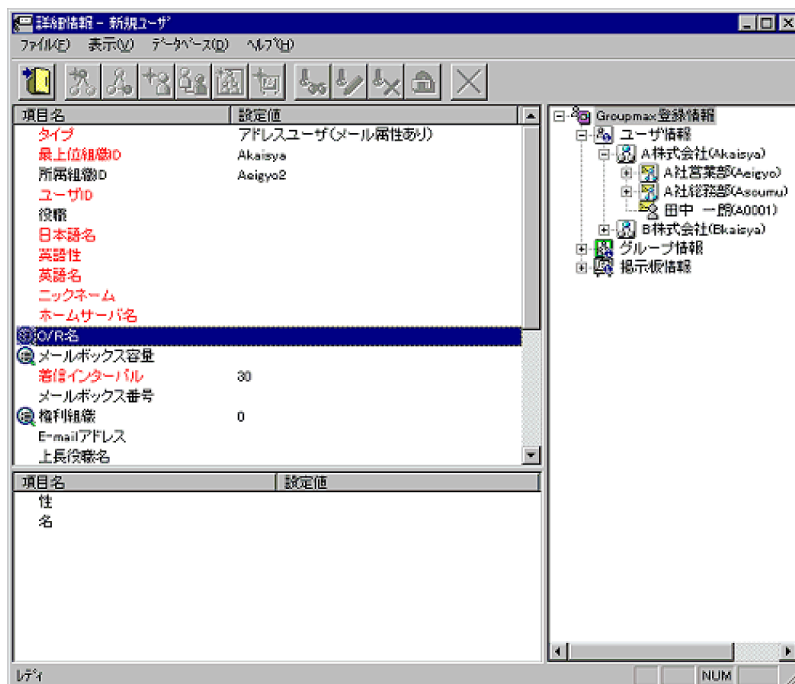 詳細情報 - 新規ユーザ
ファイル(F) 表示(V) データベース(D) ヘルプ(H)
項目名 設定値
タイプ アドレスユーザ(メール属性あり)
最上位組織ID Akaisya
所属組織ID Aeigyo2
ユーザID
役職
日本語名
英語性
英語名
ニックネーム
ホームサーバ名
O/R名
メールボックス容量
着信インターバル 30
メールボックス番号
権利組織 0
E-mailアドレス
上長役職名
項目名 設定値
性
名
Groupmax登録情報
ユーザ情報
A株式会社(Akaisya)
A社営業部(Aeigyo)
A社総務部(Asoumu)
田中 一朗(A0001)
B株式会社(Bkaisya)
グループ情報
掲示板情報
レディ
NUM